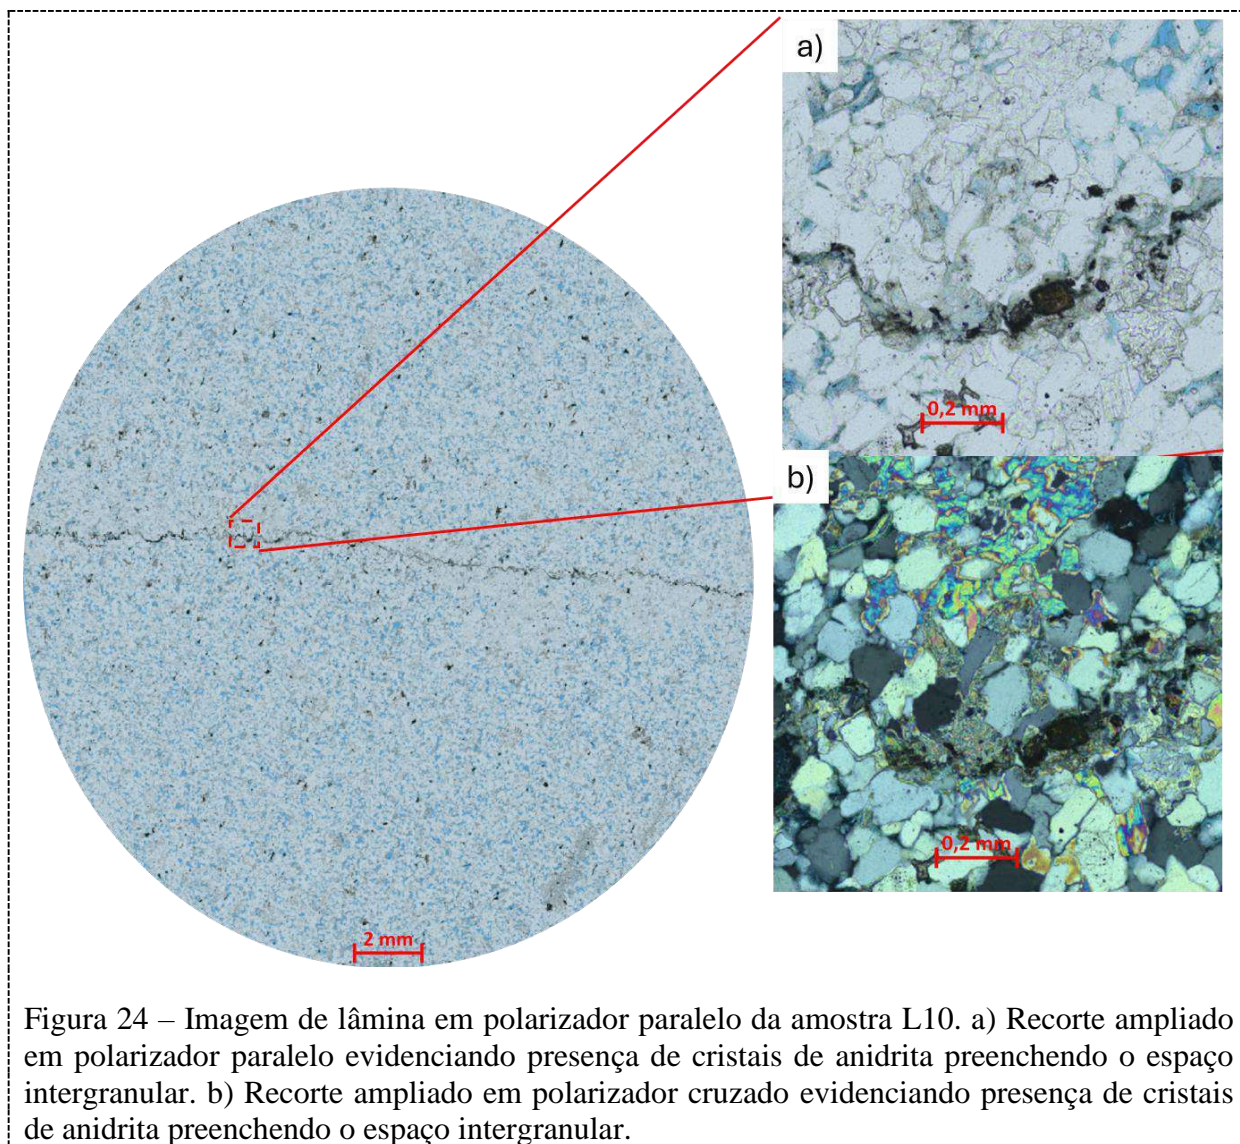 a)
0,2 mm
b)
0,2 mm
2 mm
Figura 24 – Imagem de lâmina em polarizador paralelo da amostra L10. a) Recorte ampliado
em polarizador paralelo evidenciando presença de cristais de anidrita preenchendo o espaço
intergranular. b) Recorte ampliado em polarizador cruzado evidenciando presença de cristais
de anidrita preenchendo o espaço intergranular.